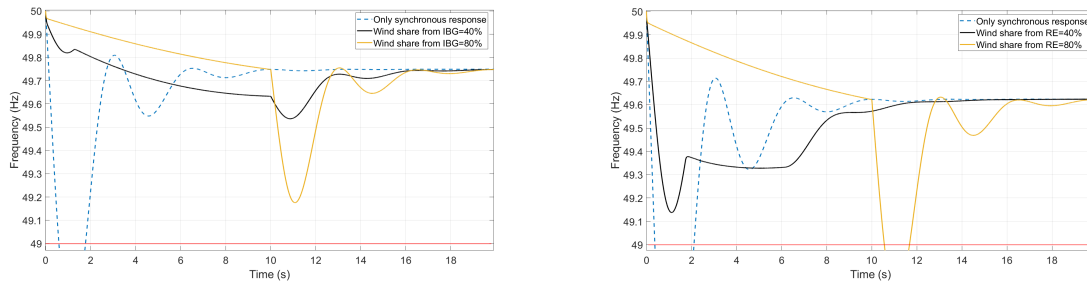 50
49.9
49.8
49.7
49.6
49.5
49.4
49.3
49.2
49.1
49
Frequency (Hz)
0 2 4 6 8 10 12 14 16 18
Time (s)
Only synchronous response
Wind share from IBG=40%
Wind share from IBG=80%
50
49.9
49.8
49.7
49.6
49.5
49.4
49.3
49.2
49.1
49
Frequency (Hz)
0 2 4 6 8 10 12 14 16 18
Time (s)
Only synchronous response
Wind share from RE=40%
Wind share from RE=80%